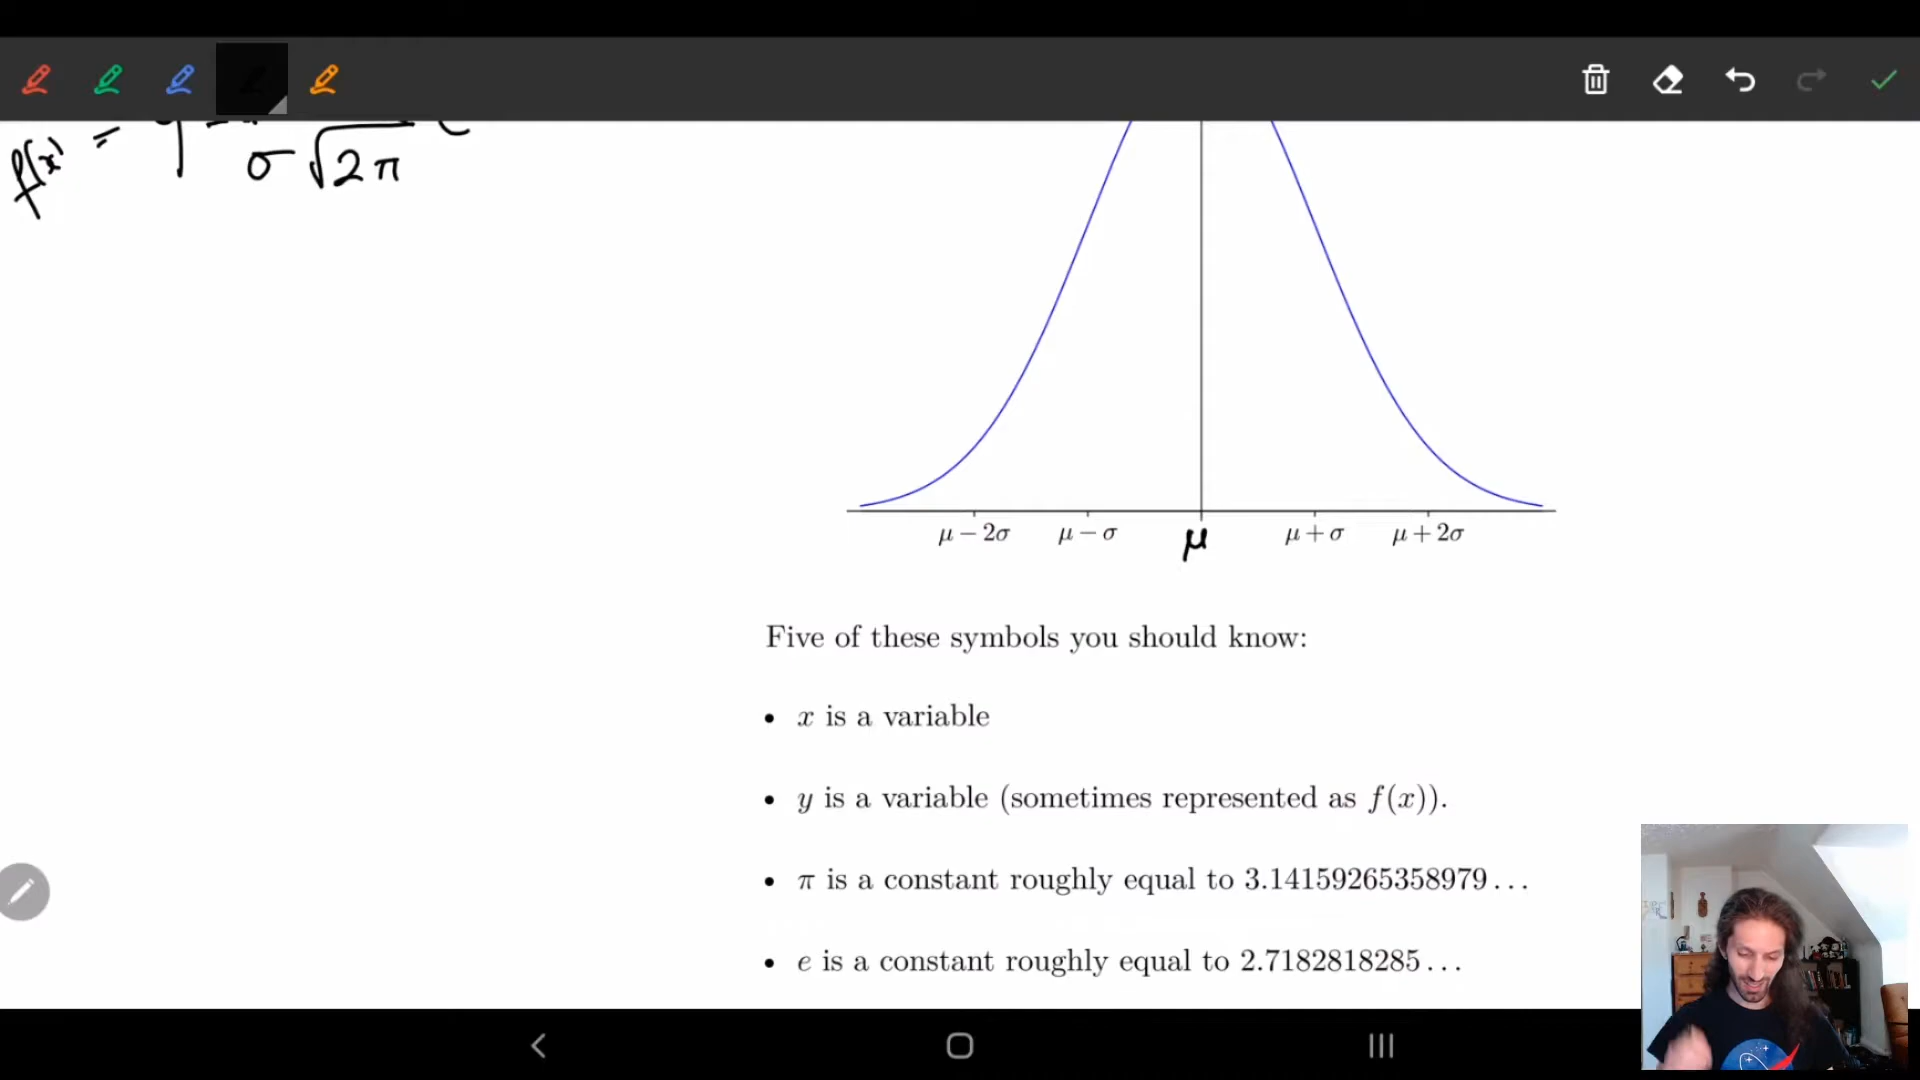 f(x) =
σ√2π
μ − 2σ μ − σ μ μ + σ μ + 2σ
Five of these symbols you should know:
• x is a variable
• y is a variable (sometimes represented as f(x)).
• π is a constant roughly equal to 3.14159265358979...
• e is a constant roughly equal to 2.7182818285...